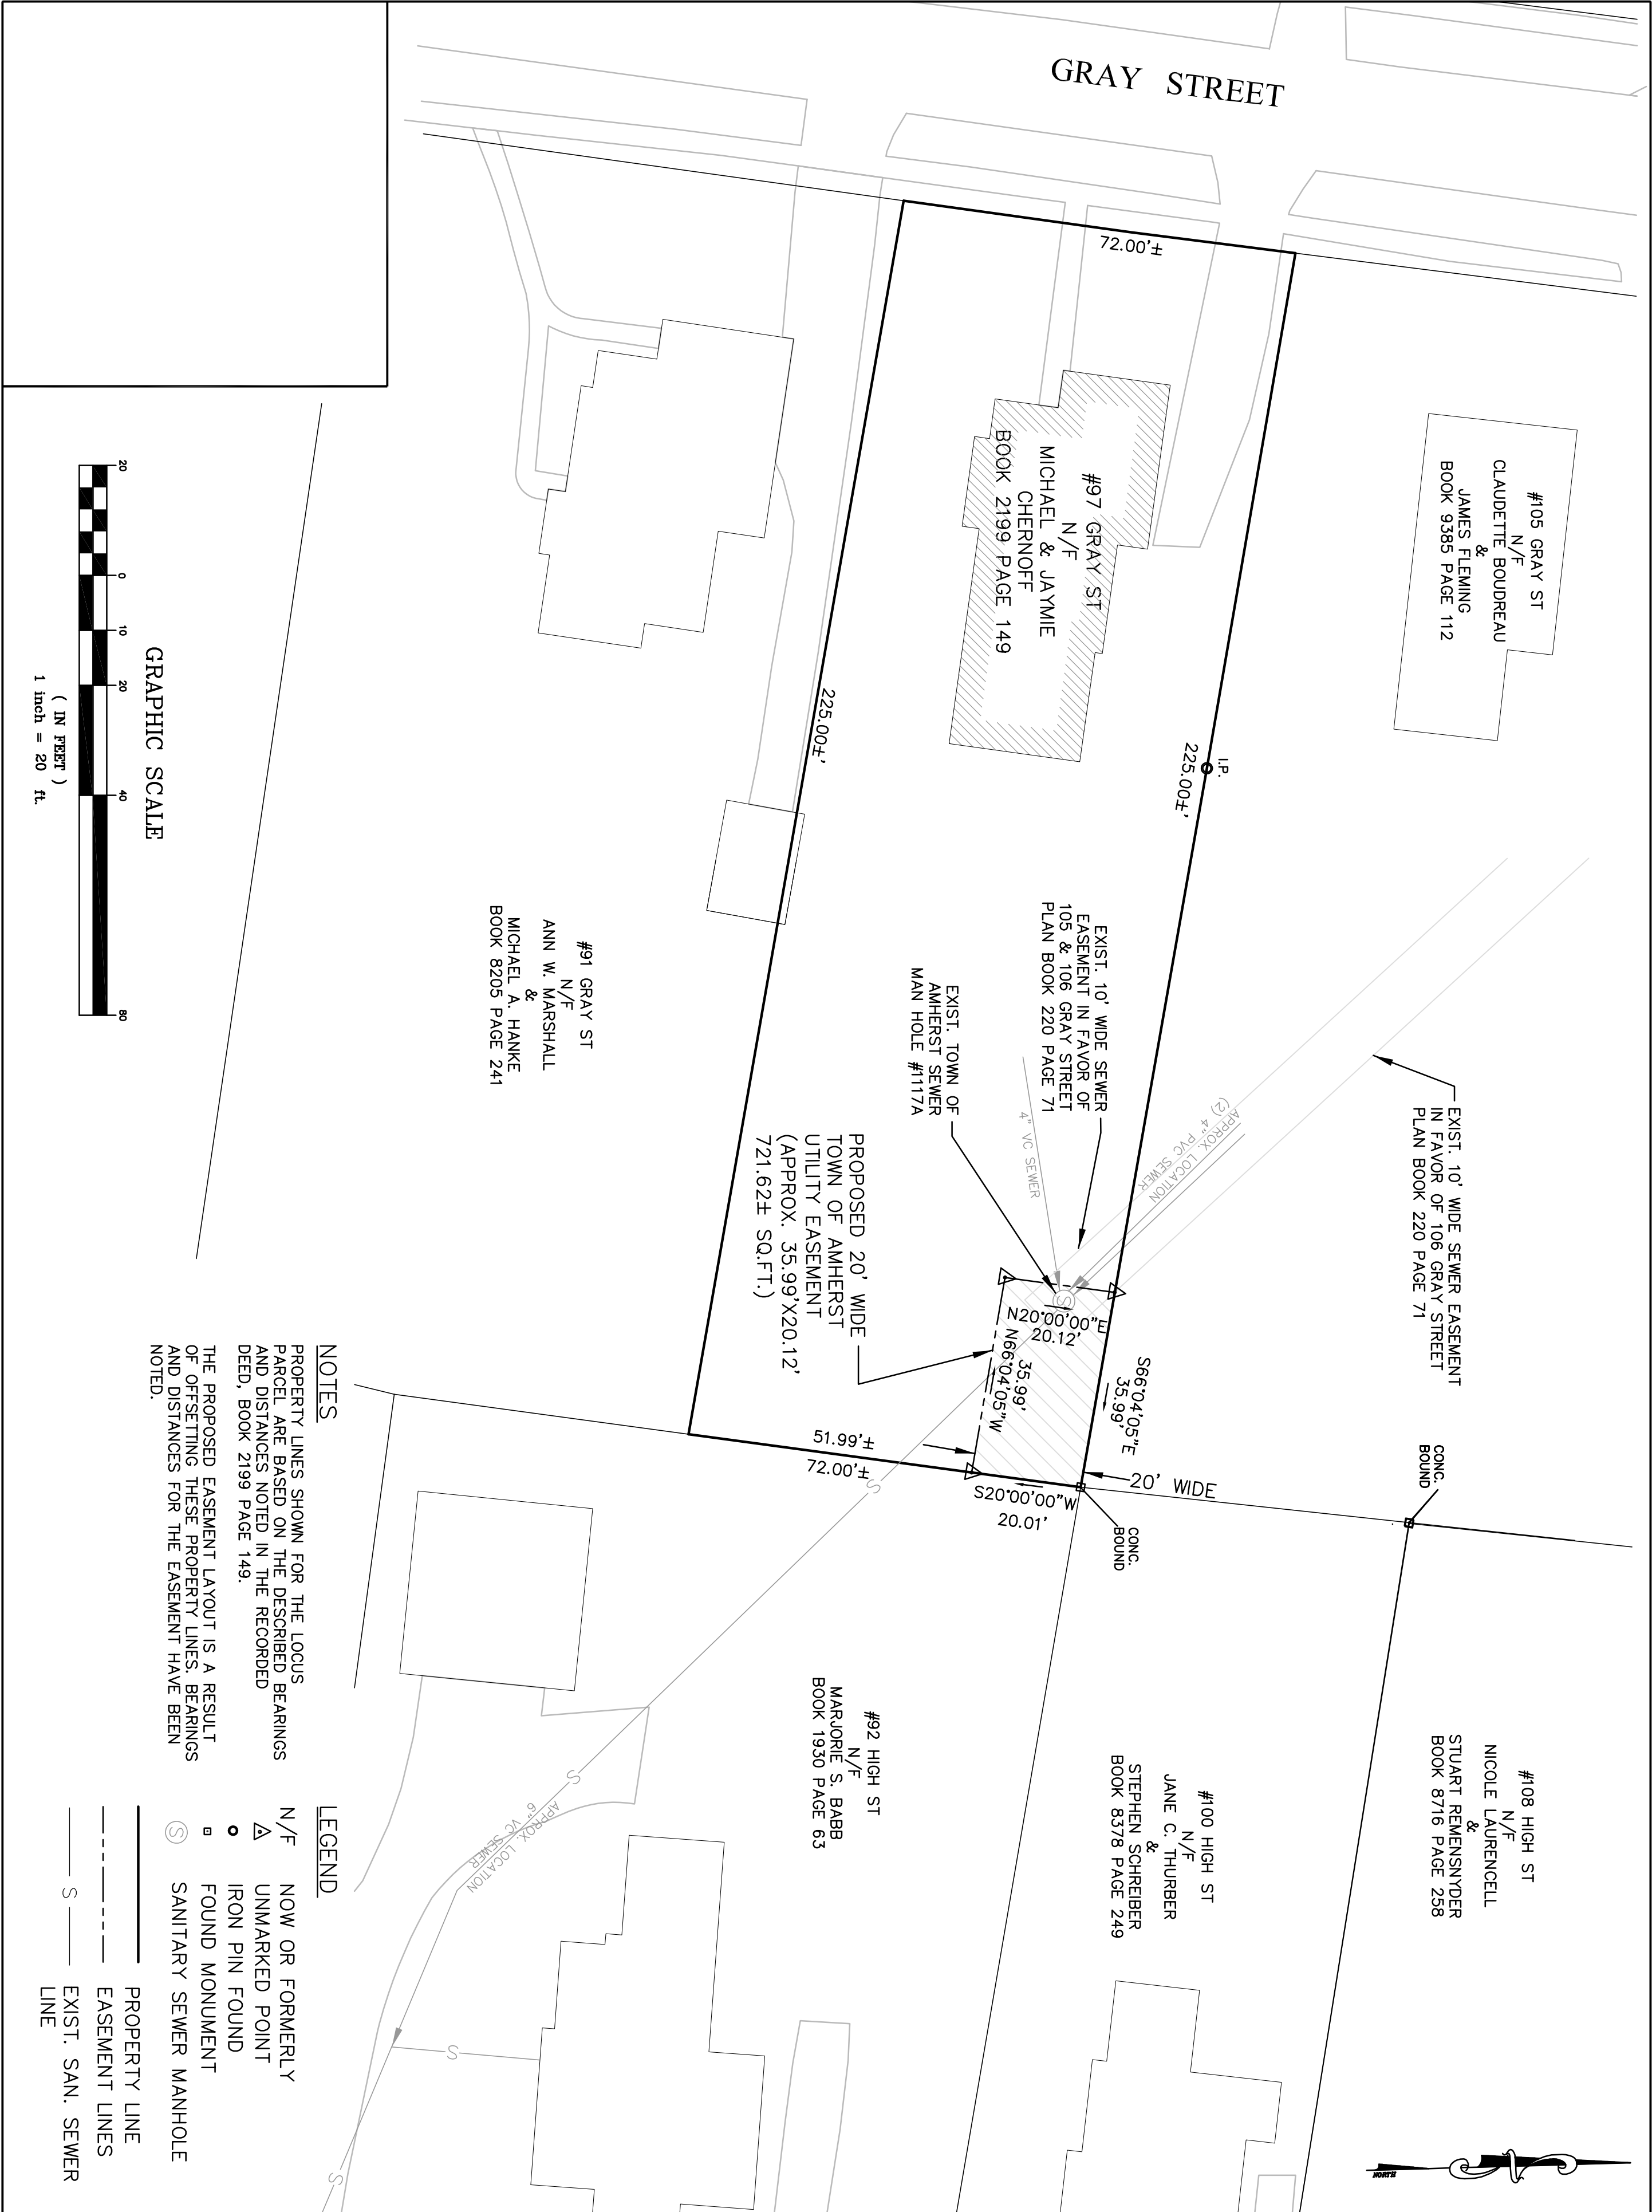 GRAY STREET
72.00'±
#105 GRAY ST
N/F
CLAUDETTE BOUDREAU
&
JAMES FLEMING
BOOK 9385 PAGE 112
#97 GRAY ST
N/F
MICHAEL & JAYMIE
CHERNOFF
BOOK 2199 PAGE 149
I.P.
225.00±'
225.00±'
EXIST. 10' WIDE SEWER EASEMENT
IN FAVOR OF 106 GRAY STREET
PLAN BOOK 220 PAGE 71
EXIST. 10' WIDE SEWER
EASEMENT IN FAVOR OF
105 & 106 GRAY STREET
PLAN BOOK 220 PAGE 71
EXIST. TOWN OF
AMHERST SEWER
MAN HOLE #1117A
APPROX. LOCATION
(2) 4" PVC SEWER
4" VC SEWER
#91 GRAY ST
N/F
ANN W. MARSHALL
&
MICHAEL A. HANKE
BOOK 8205 PAGE 241
PROPOSED 20' WIDE
TOWN OF AMHERST
UTILITY EASEMENT
(APPROX. 35.99'X20.12'
721.62± SQ.FT.)
S
N20°00'00"E
20.12'
S66°04'05"E
35.99'
35.99'
N66°04'05"W
51.99'±
72.00'±
S
S20°00'00"W
20.01'
20' WIDE
CONC.
BOUND
CONC.
BOUND
#108 HIGH ST
N/F
NICOLE LAURENCELL
&
STUART REMENSNYDER
BOOK 8716 PAGE 258
#100 HIGH ST
N/F
JANE C. THURBER
&
STEPHEN SCHREIBER
BOOK 8378 PAGE 249
#92 HIGH ST
N/F
MARJORIE S. BABB
BOOK 1930 PAGE 63
S
APPROX. LOCATION
6" VC SEWER
S
S
NORTH
GRAPHIC SCALE
20 0 10 20 40 80
( IN FEET )
1 inch = 20 ft.
NOTES
PROPERTY LINES SHOWN FOR THE LOCUS
PARCEL ARE BASED ON THE DESCRIBED BEARINGS
AND DISTANCES NOTED IN THE RECORDED
DEED, BOOK 2199 PAGE 149.
THE PROPOSED EASEMENT LAYOUT IS A RESULT
OF OFFSETTING THESE PROPERTY LINES. BEARINGS
AND DISTANCES FOR THE EASEMENT HAVE BEEN
NOTED.
LEGEND
N/F NOW OR FORMERLY
UNMARKED POINT
IRON PIN FOUND
FOUND MONUMENT
S SANITARY SEWER MANHOLE
PROPERTY LINE
EASEMENT LINES
S EXIST. SAN. SEWER
LINE